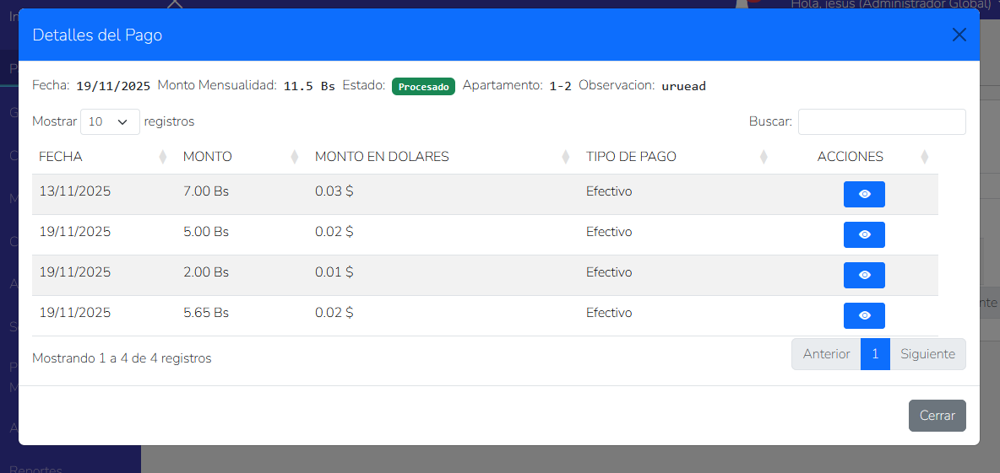 Hola, jesus (Administrador Global)
Detalles del Pago
Fecha: 19/11/2025 Monto Mensualidad: 11.5 Bs Estado: Procesado Apartamento: 1-2 Observacion: uruead
Mostrar 10 registros Buscar:
FECHA MONTO MONTO EN DOLARES TIPO DE PAGO ACCIONES
13/11/2025 7.00 Bs 0.03 $ Efectivo
19/11/2025 5.00 Bs 0.02 $ Efectivo
19/11/2025 2.00 Bs 0.01 $ Efectivo
19/11/2025 5.65 Bs 0.02 $ Efectivo
Mostrando 1 a 4 de 4 registros Anterior 1 Siguiente
Cerrar
Reportes